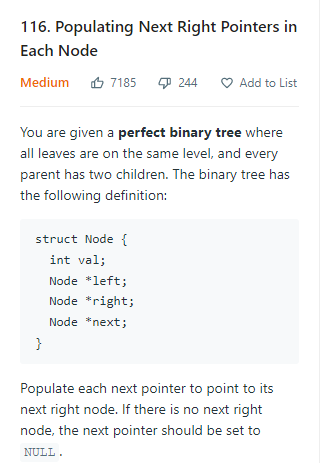 116. Populating Next Right Pointers in
Each Node
Medium 7185 244 Add to List
You are given a perfect binary tree where
all leaves are on the same level, and every
parent has two children. The binary tree has
the following definition:
struct Node {
  int val;
  Node *left;
  Node *right;
  Node *next;
}
Populate each next pointer to point to its
next right node. If there is no next right
node, the next pointer should be set to
NULL .